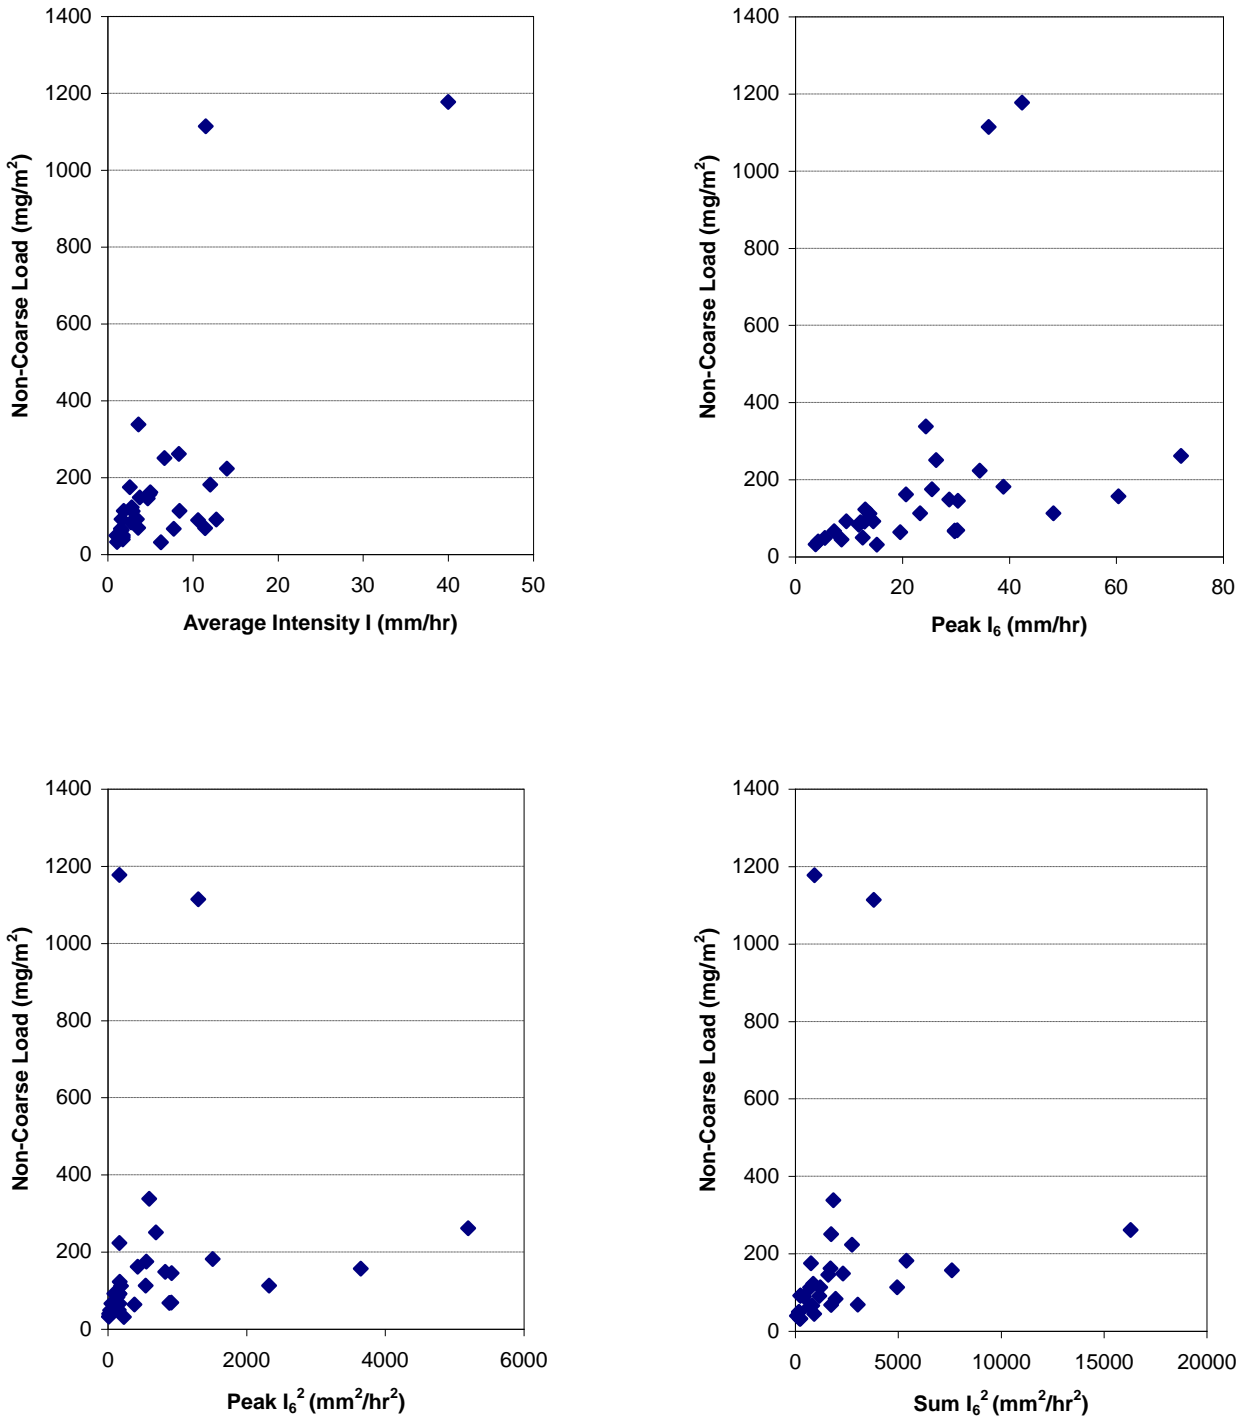 1400
1200
1000
800
600
400
200
0
Non-Coarse Load (mg/m²)
0 10 20 30 40 50
Average Intensity I (mm/hr)
1400
1200
1000
800
600
400
200
0
Non-Coarse Load (mg/m²)
0 20 40 60 80
Peak I₆ (mm/hr)
1400
1200
1000
800
600
400
200
0
Non-Coarse Load (mg/m²)
0 2000 4000 6000
Peak I₆² (mm²/hr²)
1400
1200
1000
800
600
400
200
0
Non-Coarse Load (mg/m²)
0 5000 10000 15000 20000
Sum I₆² (mm²/hr²)